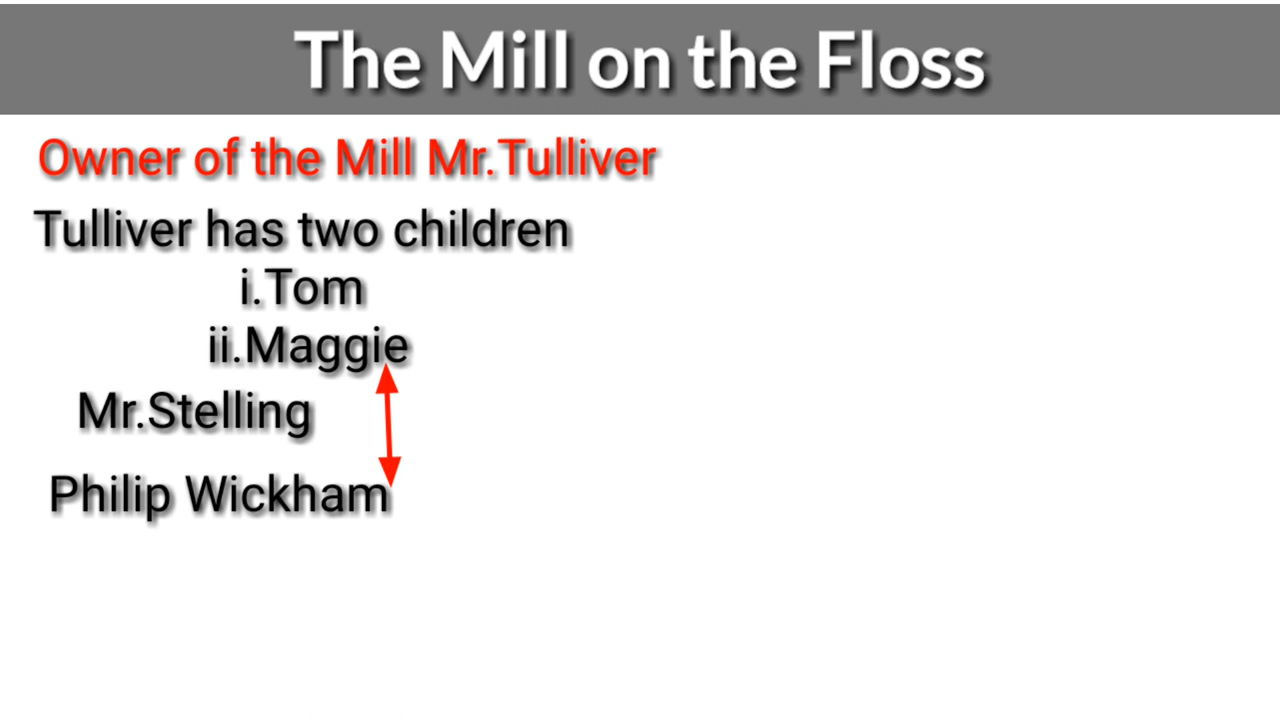 The Mill on the Floss
Owner of the Mill Mr.Tulliver
Tulliver has two children
i.Tom
ii.Maggie
Mr.Stelling
Philip Wickham